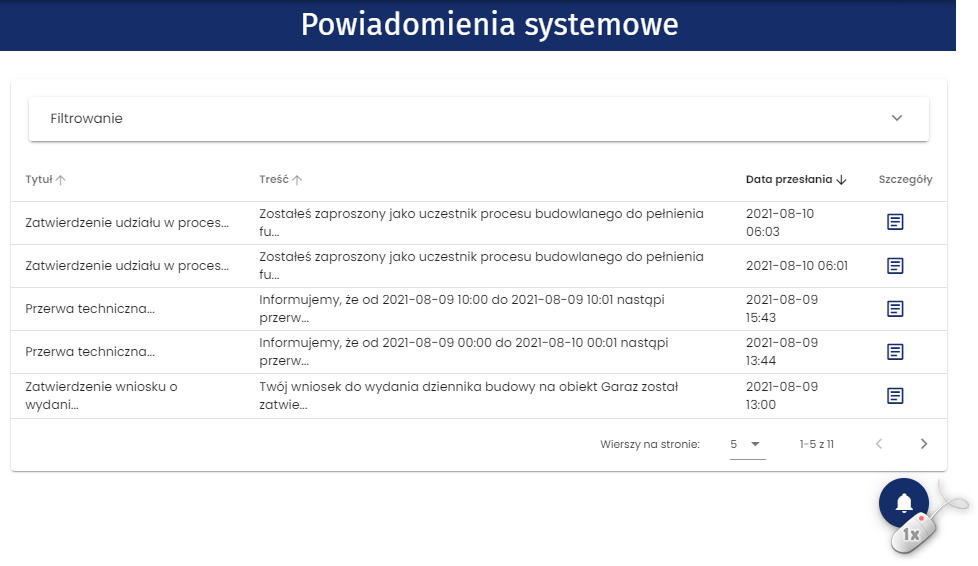 Powiadomienia systemowe
Filtrowanie
Tytuł Treść Data przesłania Szczegóły
Zatwierdzenie udziału w proces...
Zostałeś zaproszony jako uczestnik procesu budowlanego do pełnienia
fu...
2021-08-10
06:03
Zatwierdzenie udziału w proces...
Zostałeś zaproszony jako uczestnik procesu budowlanego do pełnienia
fu...
2021-08-10 06:01
Przerwa techniczna...
Informujemy, że od 2021-08-09 10:00 do 2021-08-09 10:01 nastąpi
przerw...
2021-08-09
15:43
Przerwa techniczna...
Informujemy, że od 2021-08-09 00:00 do 2021-08-10 00:01 nastąpi
przerw...
2021-08-09
13:44
Zatwierdzenie wniosku o
wydani...
Twój wniosek do wydania dziennika budowy na obiekt Garaz został
zatwie...
2021-08-09
13:00
Wierszy na stronie: 5 1-5 z 11
1x